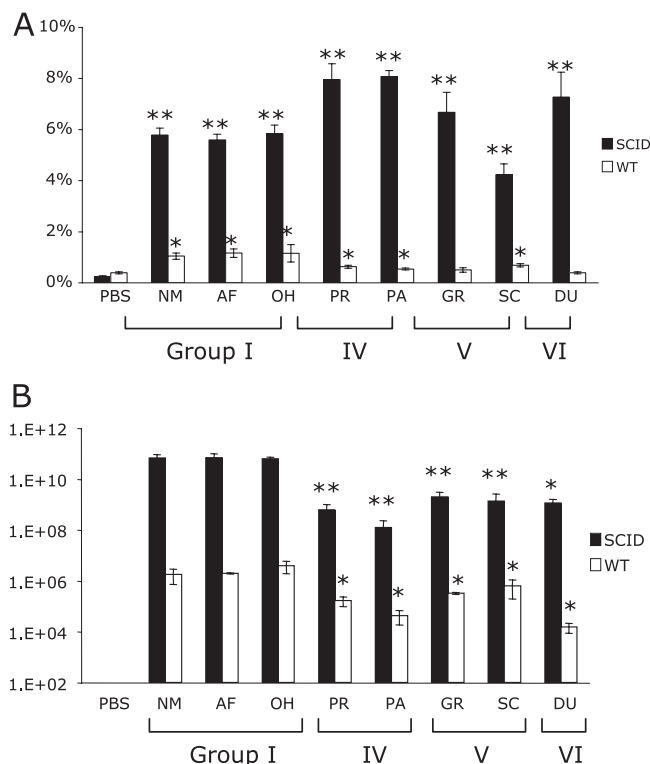 A
10%
8%
6%
4%
2%
0%
** ** ** ** ** ** ** **
* * * * * *
SCID
WT
PBS NM AF OH PR PA GR SC DU
Group I IV V VI
B
1.E+12
1.E+10
1.E+08
1.E+06
1.E+04
1.E+02
** ** ** ** *
* * * * *
SCID
WT
PBS NM AF OH PR PA GR SC DU
Group I IV V VI